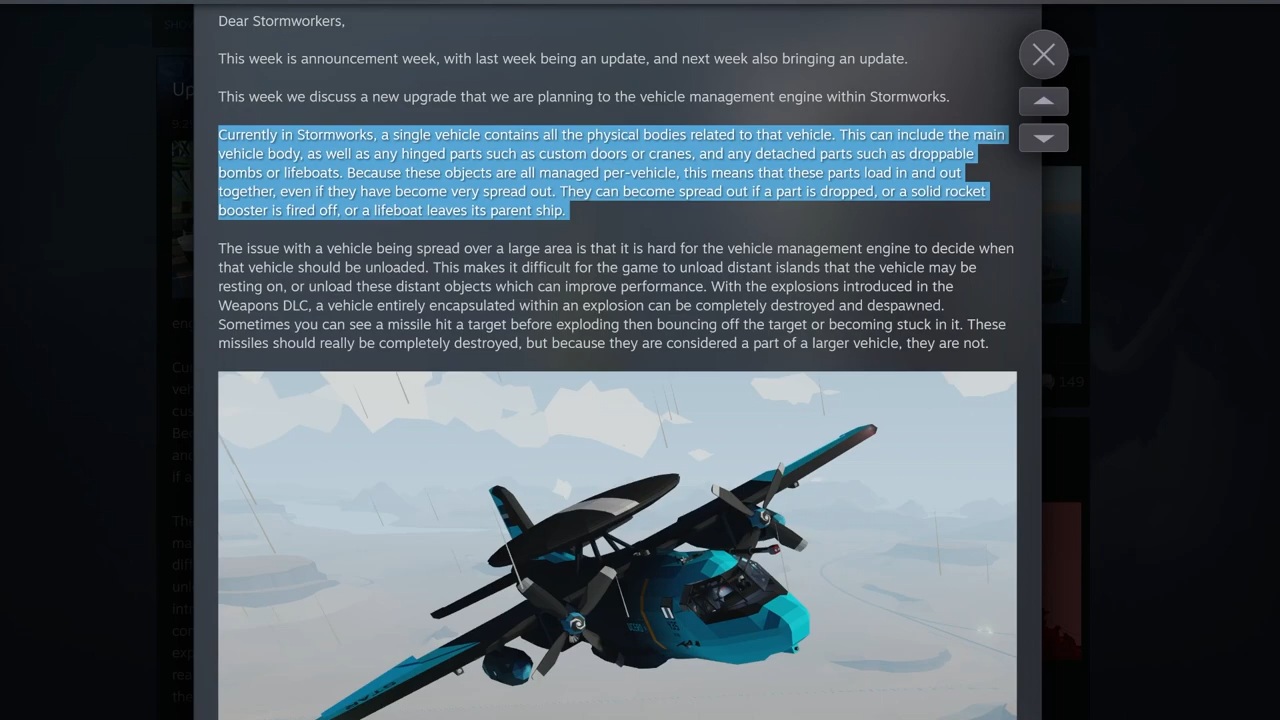 Dear Stormworkers,
This week is announcement week, with last week being an update, and next week also bringing an update.
This week we discuss a new upgrade that we are planning to the vehicle management engine within Stormworks.
Currently in Stormworks, a single vehicle contains all the physical bodies related to that vehicle. This can include the main
vehicle body, as well as any hinged parts such as custom doors or cranes, and any detached parts such as droppable
bombs or lifeboats. Because these objects are all managed per-vehicle, this means that these parts load in and out
together, even if they have become very spread out. They can become spread out if a part is dropped, or a solid rocket
booster is fired off, or a lifeboat leaves its parent ship.
The issue with a vehicle being spread over a large area is that it is hard for the vehicle management engine to decide when
that vehicle should be unloaded. This makes it difficult for the game to unload distant islands that the vehicle may be
resting on, or unload these distant objects which can improve performance. With the explosions introduced in the
Weapons DLC, a vehicle entirely encapsulated within an explosion can be completely destroyed and despawned.
Sometimes you can see a missile hit a target before exploding then bouncing off the target or becoming stuck in it. These
missiles should really be completely destroyed, but because they are considered a part of a larger vehicle, they are not.
149